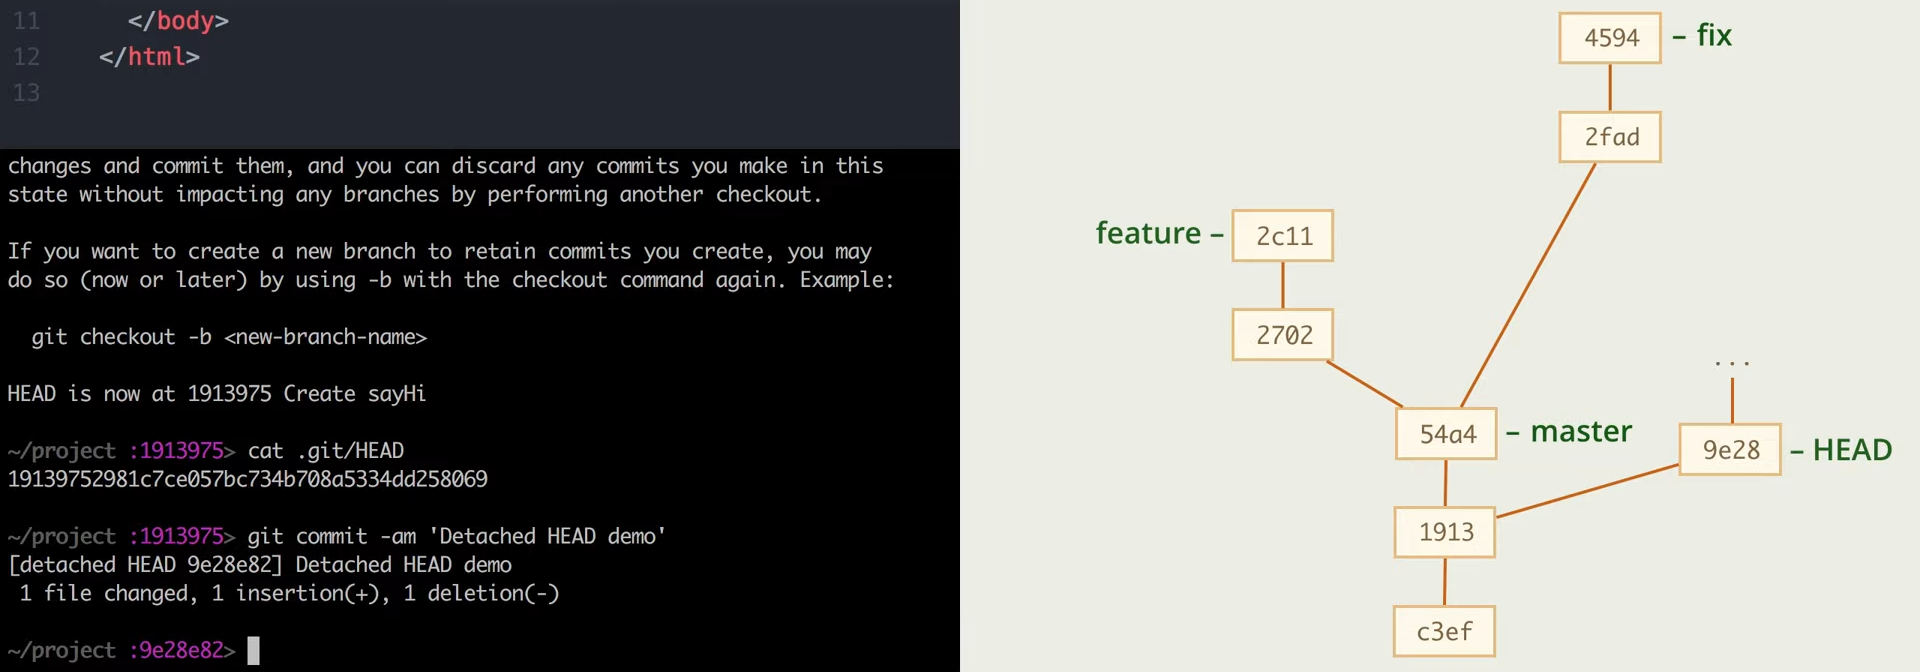 11 </body>
12 </html>
13
changes and commit them, and you can discard any commits you make in this
state without impacting any branches by performing another checkout.
If you want to create a new branch to retain commits you create, you may
do so (now or later) by using -b with the checkout command again. Example:
git checkout -b <new-branch-name>
HEAD is now at 1913975 Create sayHi
~/project :1913975> cat .git/HEAD
19139752981c7ce057bc734b708a5334dd258069
~/project :1913975> git commit -am 'Detached HEAD demo'
[detached HEAD 9e28e82] Detached HEAD demo
1 file changed, 1 insertion(+), 1 deletion(-)
~/project :9e28e82>
4594 – fix
2fad
feature – 2c11
2702
...
54a4 – master
9e28 – HEAD
1913
c3ef